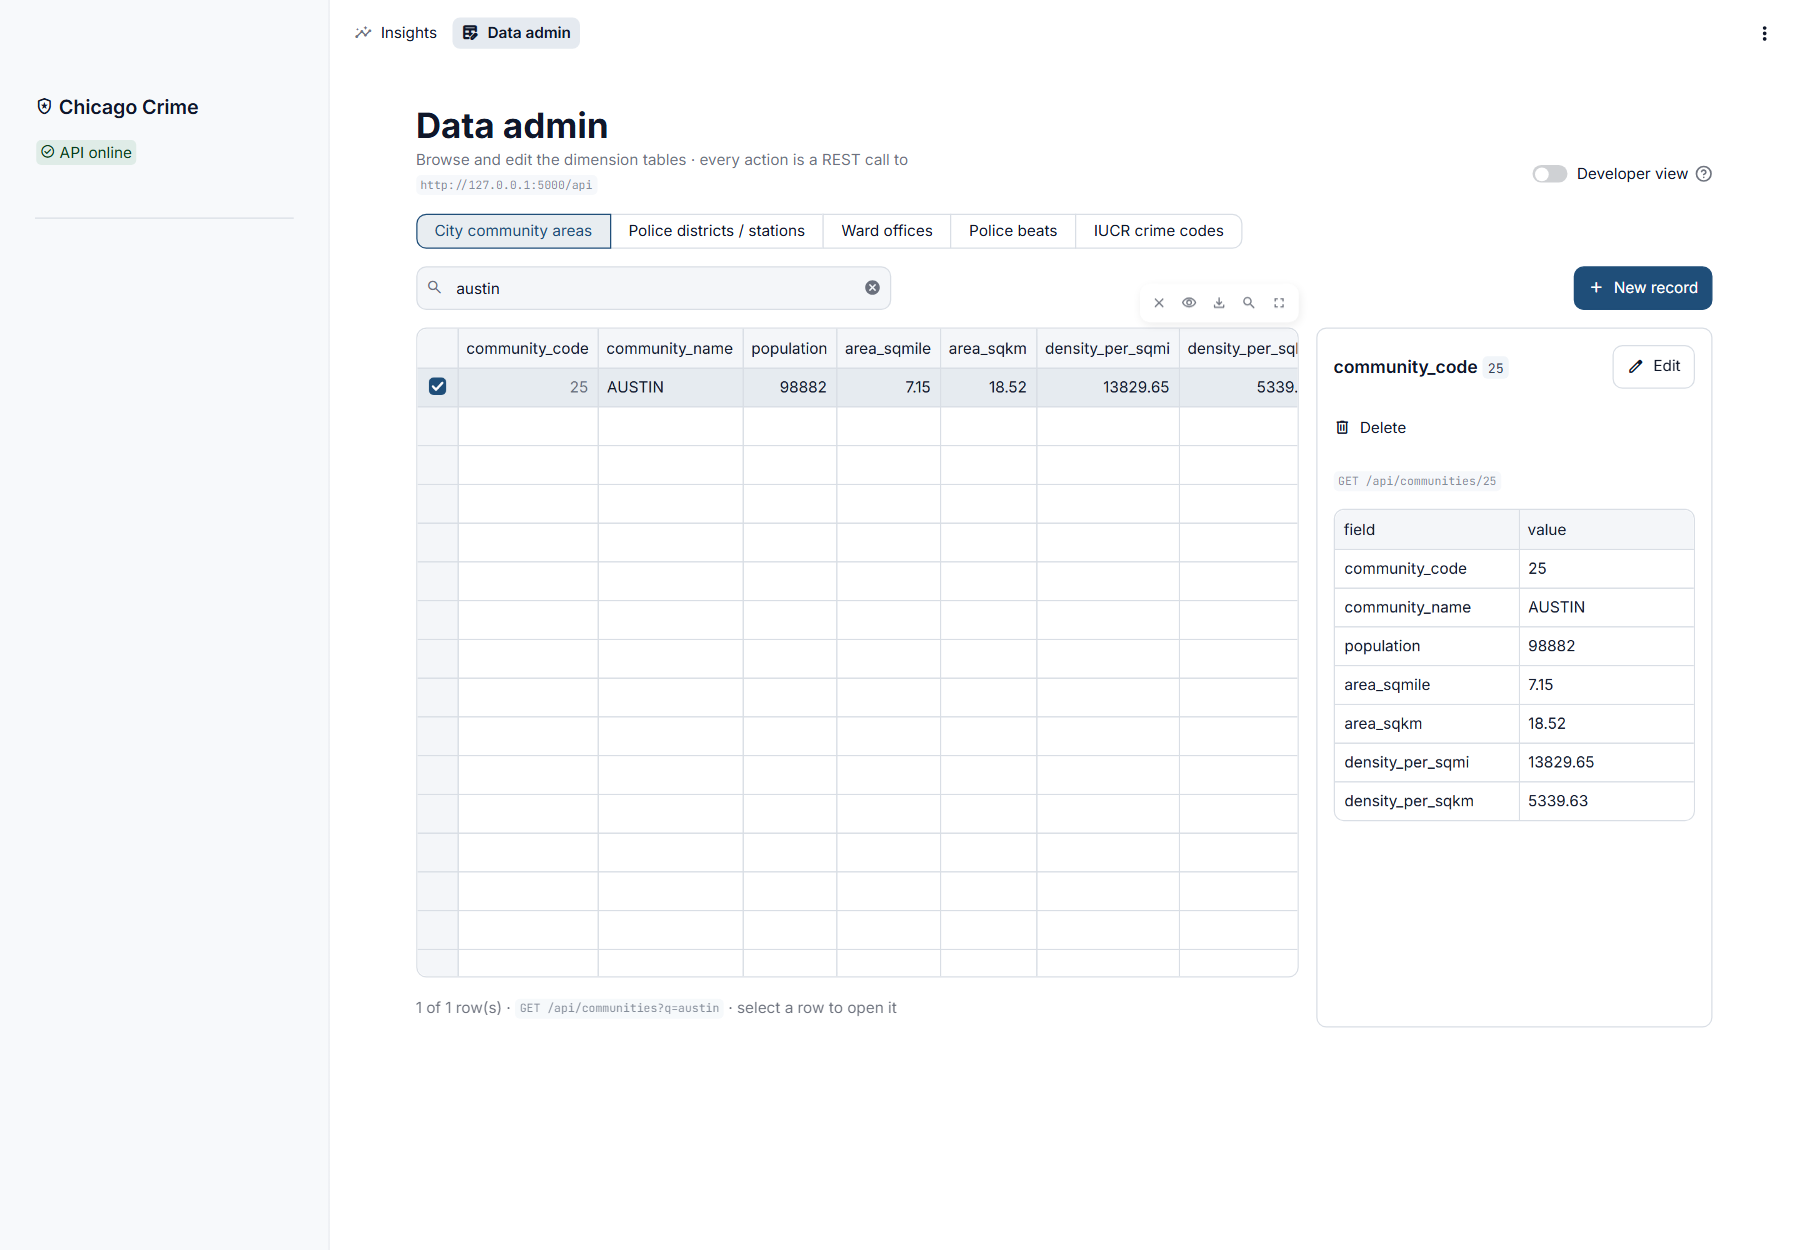 Insights
Data admin
Chicago Crime
API online
Data admin
Browse and edit the dimension tables · every action is a REST call to
http://127.0.0.1:5000/api
Developer view
City community areas
Police districts / stations
Ward offices
Police beats
IUCR crime codes
austin
+ New record
community_code community_name population area_sqmile area_sqkm density_per_sqmi density_per_sql
25 AUSTIN 98882 7.15 18.52 13829.65 5339.
1 of 1 row(s) · GET /api/communities?q=austin · select a row to open it
community_code 25
Edit
Delete
GET /api/communities/25
field value
community_code 25
community_name AUSTIN
population 98882
area_sqmile 7.15
area_sqkm 18.52
density_per_sqmi 13829.65
density_per_sqkm 5339.63